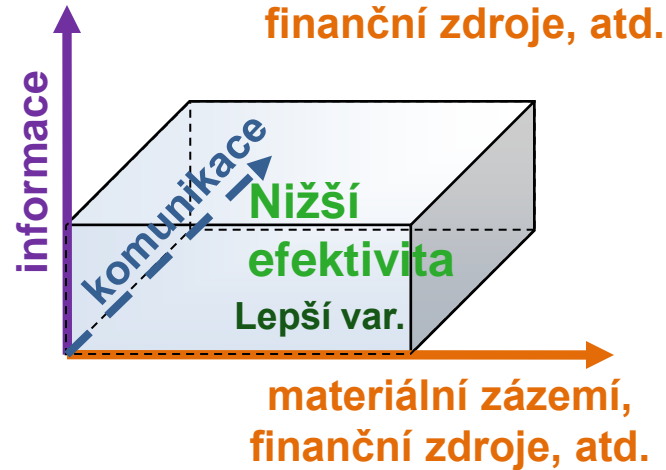 finanční zdroje, atd.
informace
komunikace
Nižší
efektivita
Lepší var.
materiální zázemí,
finanční zdroje, atd.